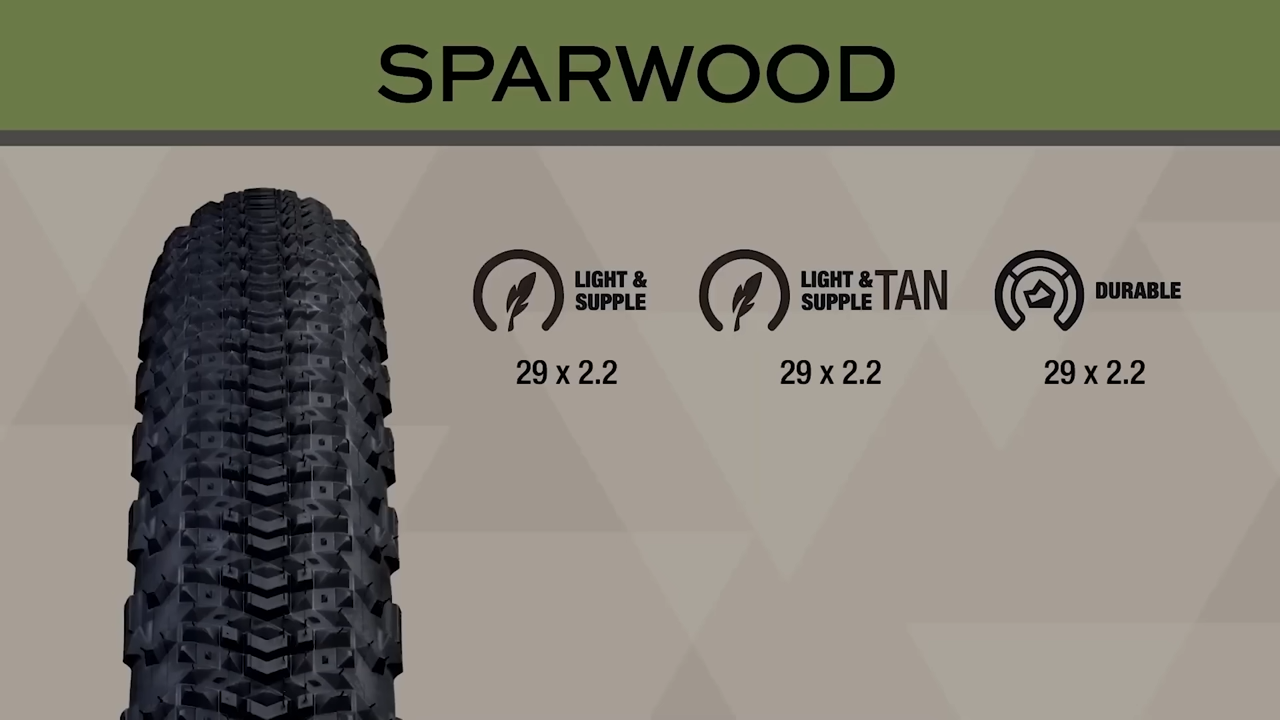 SPARWOOD
LIGHT &
SUPPLE
LIGHT &
SUPPLE TAN
DURABLE
29 x 2.2
29 x 2.2
29 x 2.2